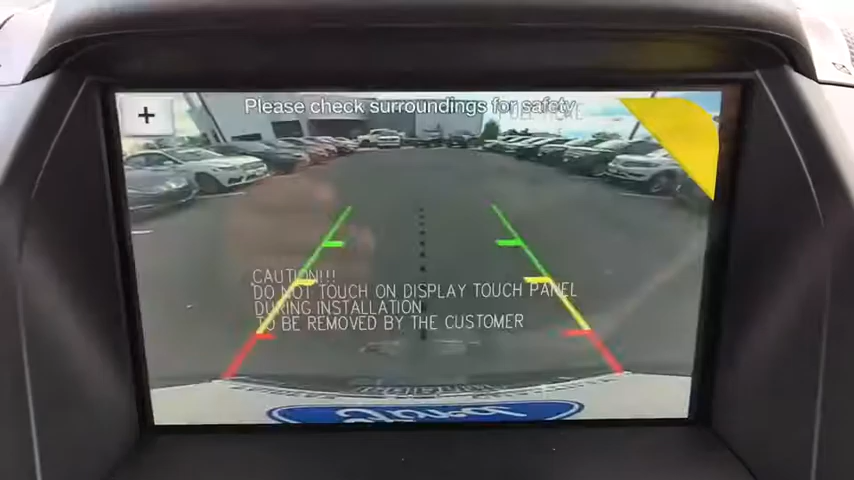 + Please check surroundings for safety
CAUTION!!!
DO NOT TOUCH ON DISPLAY TOUCH PANEL
DURING INSTALLATION
TO BE REMOVED BY THE CUSTOMER
Ford